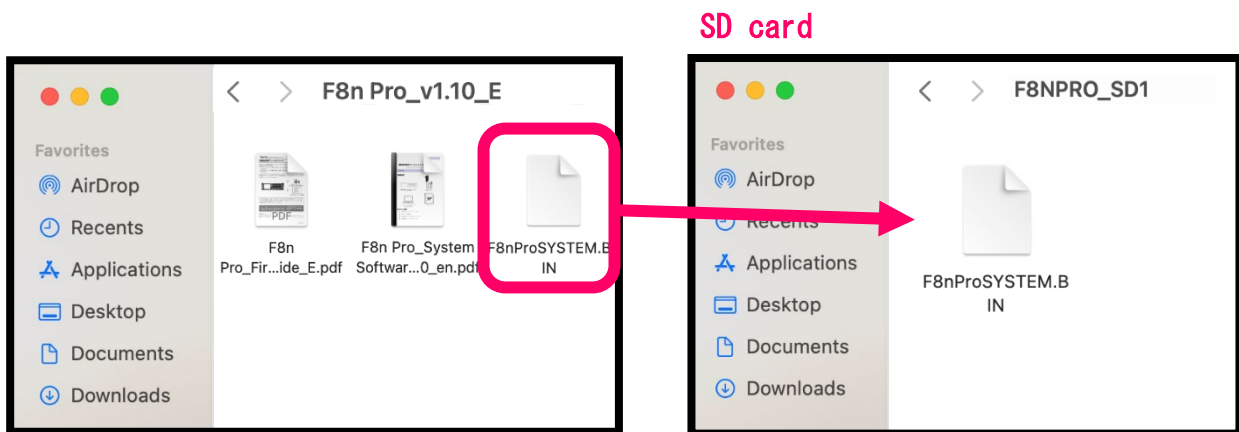 SD card
F8n Pro_v1.10_E
Favorites
AirDrop
Recents
Applications
Desktop
Documents
Downloads
PDF
F8n
Pro_Fir...ide_E.pdf
F8n Pro_System
Softwar...0_en.pdf
F8nProSYSTEM.B
IN
F8NPRO_SD1
Favorites
AirDrop
Recents
Applications
Desktop
Documents
Downloads
F8nProSYSTEM.B
IN